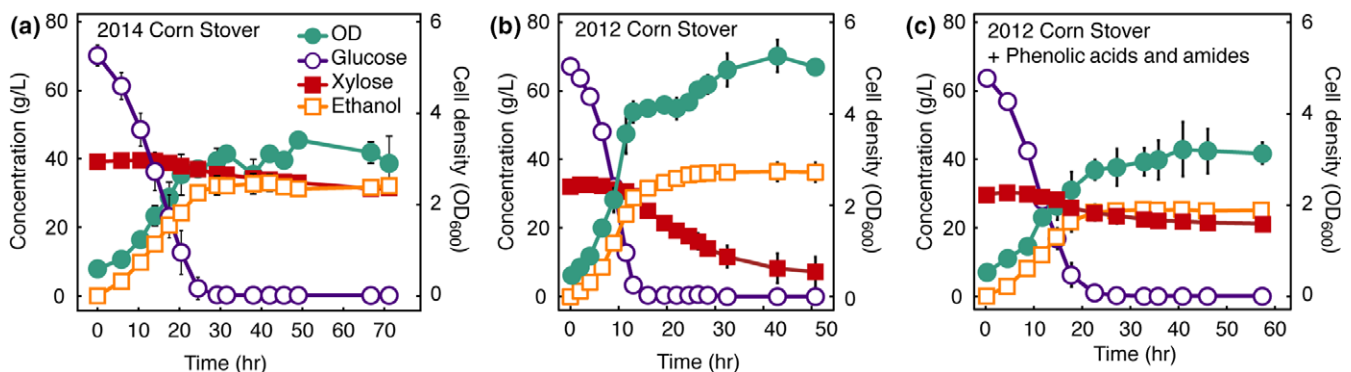 (a)
2014 Corn Stover
OD
Glucose
Xylose
Ethanol
80
60
40
20
0
Concentration (g/L)
6
4
2
0
Cell density (OD600)
0 10 20 30 40 50 60 70
Time (hr)
(b)
2012 Corn Stover
80
60
40
20
0
Concentration (g/L)
6
4
2
0
Cell density (OD600)
0 10 20 30 40 50
Time (hr)
(c)
2012 Corn Stover
+ Phenolic acids and amides
80
60
40
20
0
Concentration (g/L)
6
4
2
0
Cell density (OD600)
0 10 20 30 40 50 60
Time (hr)